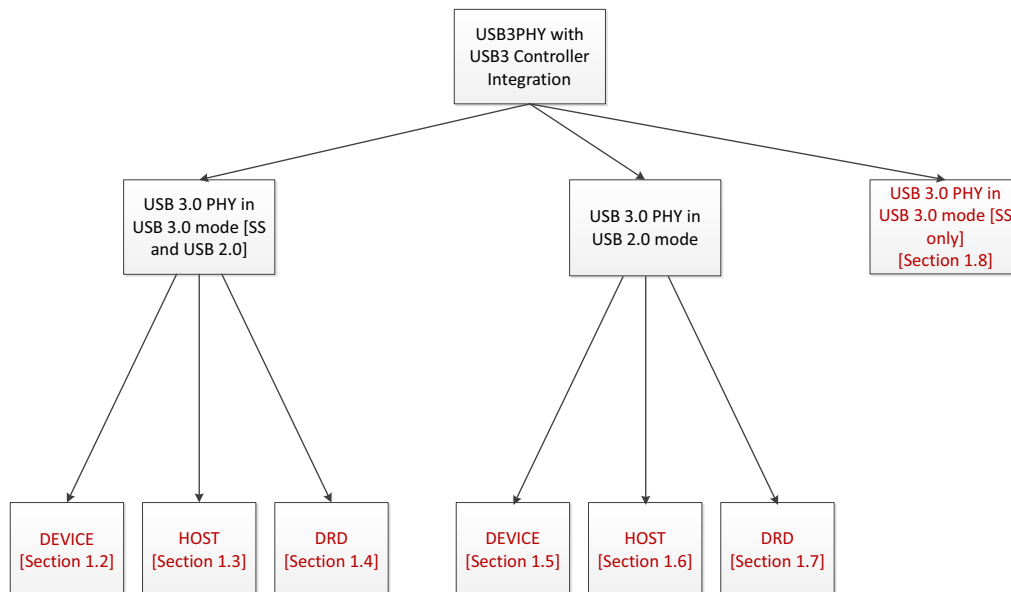 USB3PHY with
USB3 Controller
Integration
USB 3.0 PHY in
USB 3.0 mode [SS
and USB 2.0]
USB 3.0 PHY in
USB 2.0 mode
USB 3.0 PHY in
USB 3.0 mode [SS
only]
[Section 1.8]
DEVICE
[Section 1.2]
HOST
[Section 1.3]
DRD
[Section 1.4]
DEVICE
[Section 1.5]
HOST
[Section 1.6]
DRD
[Section 1.7]